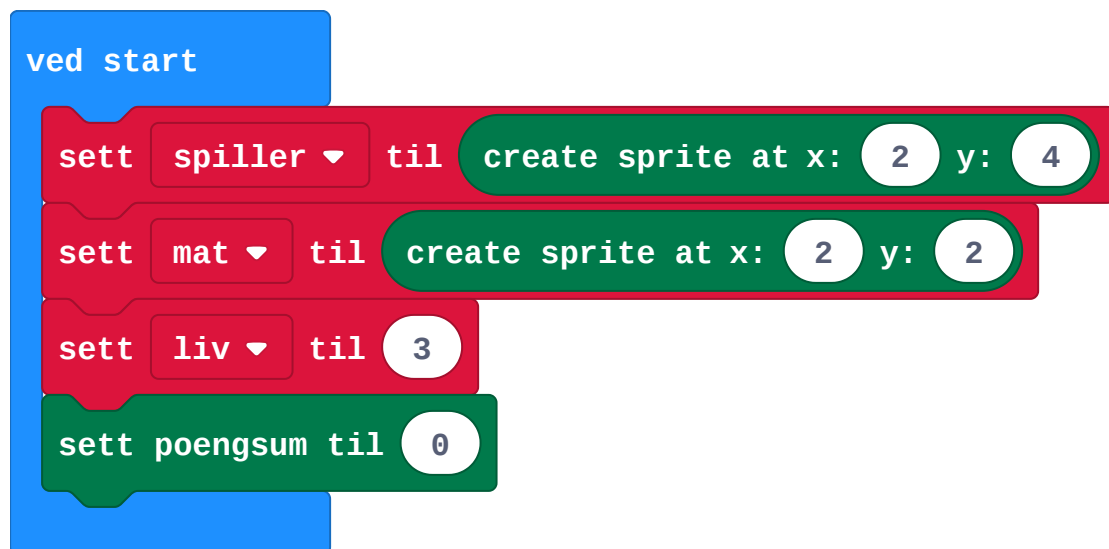 ved start
sett spiller til create sprite at x: 2 y: 4
sett mat til create sprite at x: 2 y: 2
sett liv til 3
sett poengsum til 0